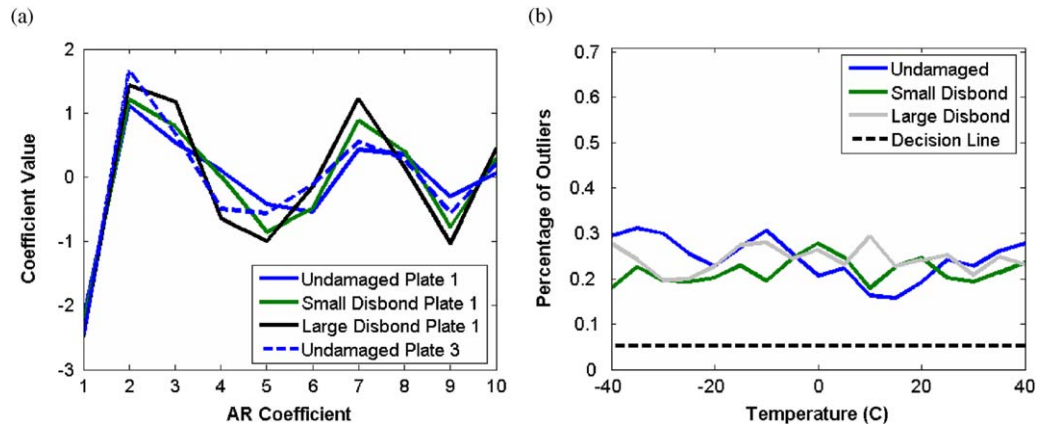 (a)
Coefficient Value
2
1
0
-1
-2
-3
1 2 3 4 5 6 7 8 9 10
AR Coefficient
Undamaged Plate 1
Small Disbond Plate 1
Large Disbond Plate 1
Undamaged Plate 3
(b)
Percentage of Outliers
0.7
0.6
0.5
0.4
0.3
0.2
0.1
0
-40 -20 0 20 40
Temperature (C)
Undamaged
Small Disbond
Large Disbond
Decision Line